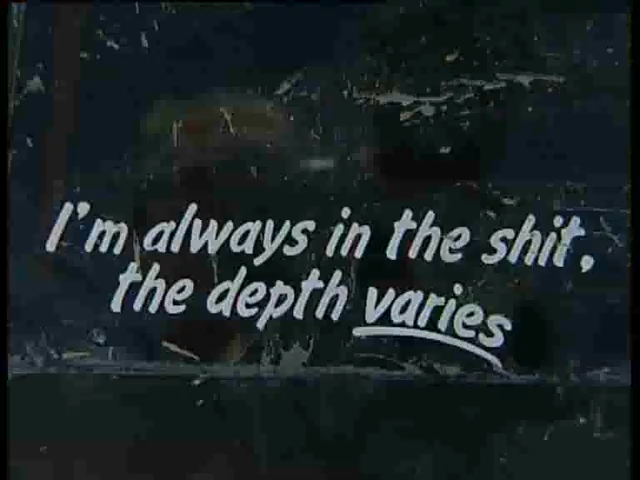 I'm always in the shit,
the depth varies